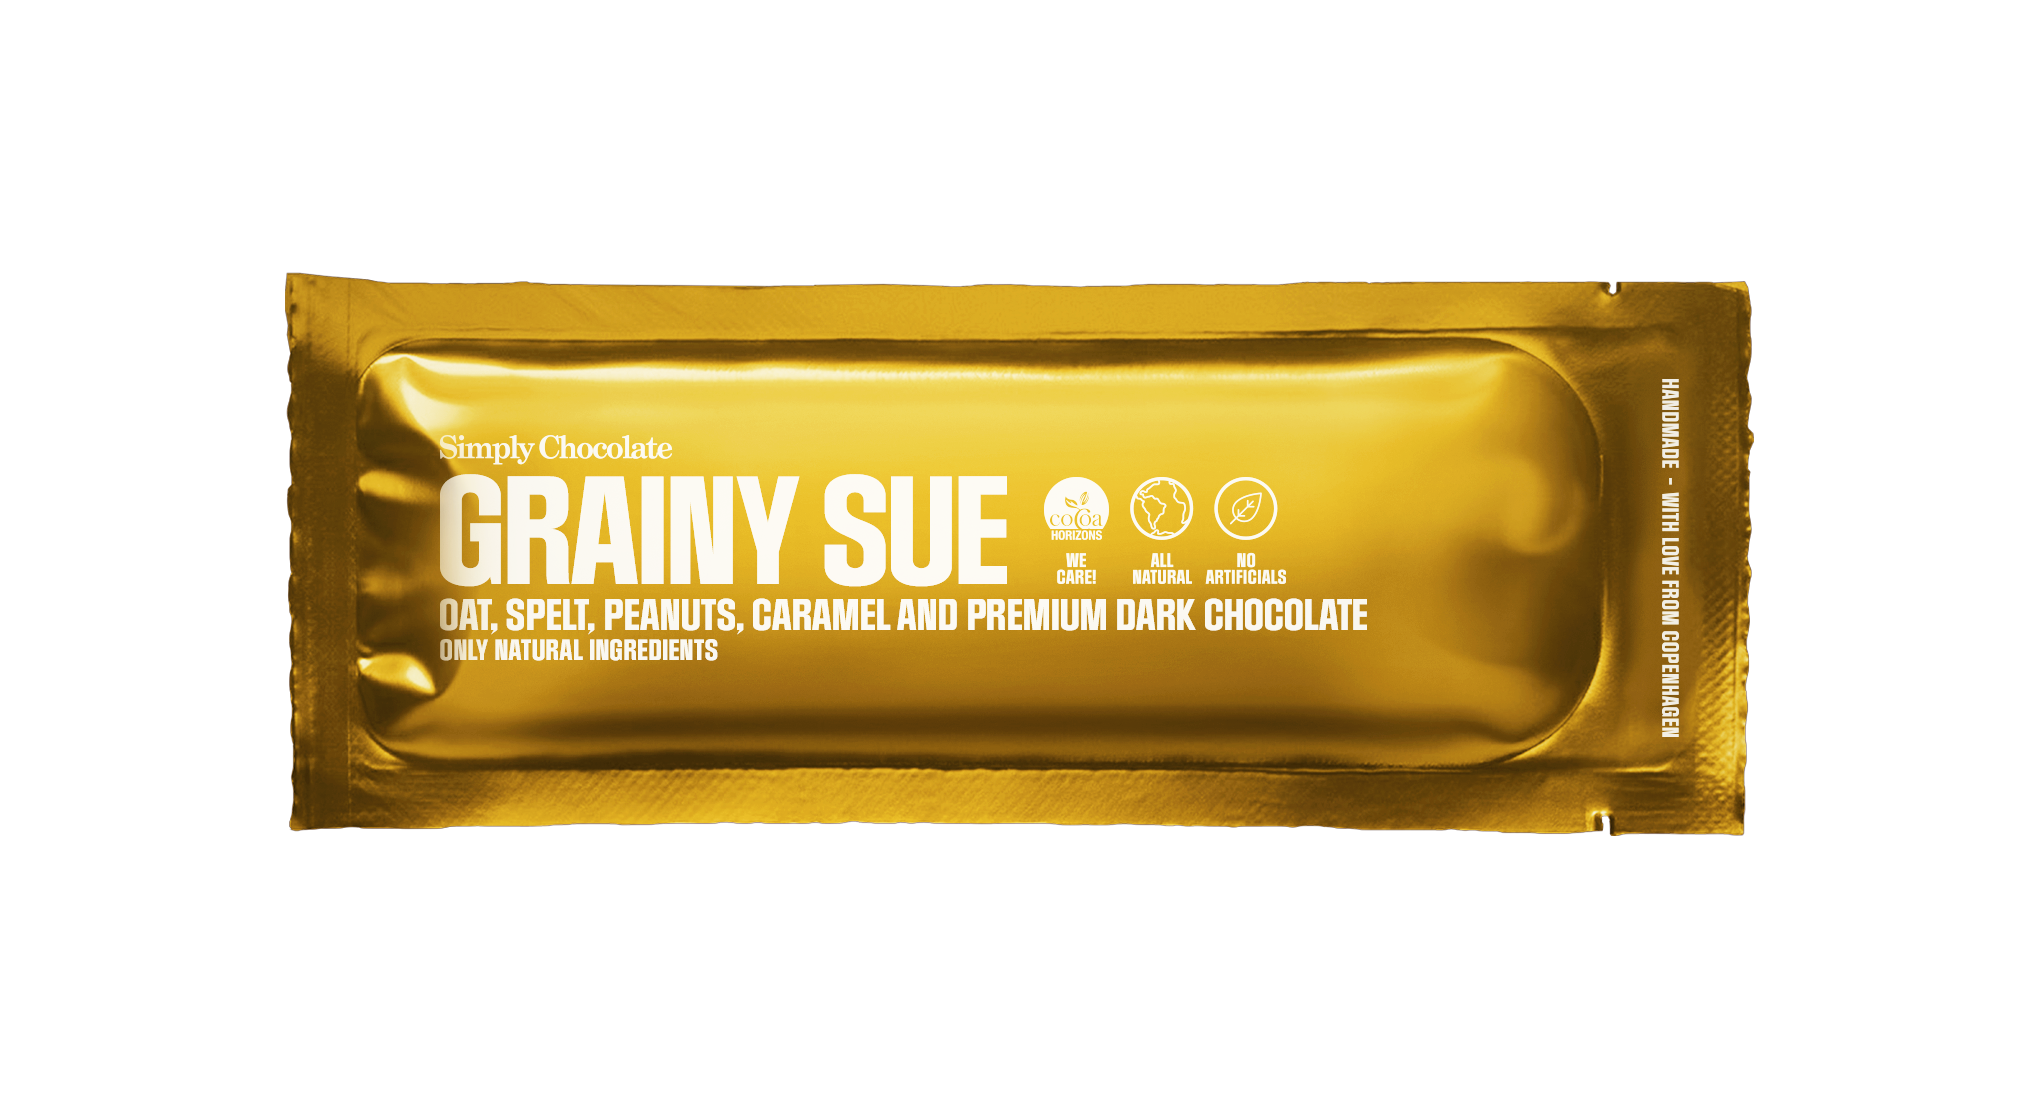 Simply Chocolate
GRAINY SUE
cocoa
HORIZONS
WE
CARE!
ALL
NATURAL
NO
ARTIFICIALS
OAT, SPELT, PEANUTS, CARAMEL AND PREMIUM DARK CHOCOLATE
ONLY NATURAL INGREDIENTS
HANDMADE - WITH LOVE FROM COPENHAGEN